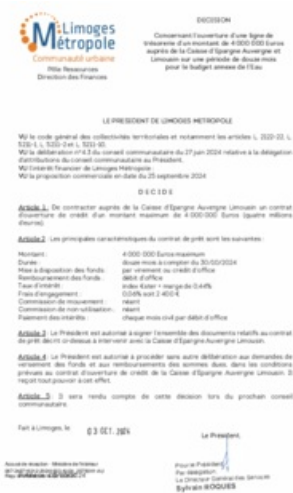 Limoges
Métropole
Communauté urbaine
Pôle Ressources
Direction des Finances
DECISION
Concernant l'ouverture d'une ligne de
trésorerie d'un montant de 4 000 000 Euros
auprès de la Caisse d'Epargne Auvergne et
Limousin sur une période de douze mois
pour le budget annexe de l'Eau
LE PRESIDENT DE LIMOGES METROPOLE
VU le code général des collectivités territoriales et notamment les articles L. 2122-22, L.
5211-1, L. 5211-2 et L. 5211-10,
VU la délibération n° 4.3 du conseil communautaire du 27 juin 2024 relative à la délégation
d'attributions du conseil communautaire au Président,
VU l'intérêt financier de Limoges Métropole ;
VU la proposition commerciale en date du 25 septembre 2024
DECIDE
Article 1. De contracter auprès de la Caisse d'Epargne Auvergne Limousin un contrat
d'ouverture de crédit d'un montant maximum de 4 000 000 Euros (quatre millions
d'euros).
Article 2. Les principales caractéristiques du contrat de prêt sont les suivantes :
Montant : 4 000 000 Euros maximum
Durée : douze mois à compter du 30/10/2024
Mise à disposition des fonds : par virement ou crédit d'office
Remboursement des fonds : débit d'office
Taux d'intérêt : index €ster + marge de 0,44%
Frais d'engagement : 0,06% soit 2 400 €
Commission de mouvement : néant
Commission de non-utilisation : néant
Paiement des intérêts : chaque mois civil par débit d'office
Article 3. Le Président est autorisé à signer l'ensemble des documents relatifs au contrat
de prêt décrit ci-dessus à intervenir avec la Caisse d'Epargne Auvergne Limousin.
Article 4. Le Président est autorisé à procéder sans autre délibération aux demandes de
versement des fonds et aux remboursements des sommes dues, dans les conditions
prévues au contrat d'ouverture de crédit de la Caisse d'Epargne Auvergne Limousin. Il
reçoit tout pouvoir à cet effet.
Article 5. Il sera rendu compte de cette décision lors du prochain conseil
communautaire.
Fait à Limoges, le 03 OCT. 2024
Le Président,
Pour le Président
Par délégation
Le Directeur Général des Services
Sylvain ROQUES
Accusé de réception - Ministère de l'Intérieur